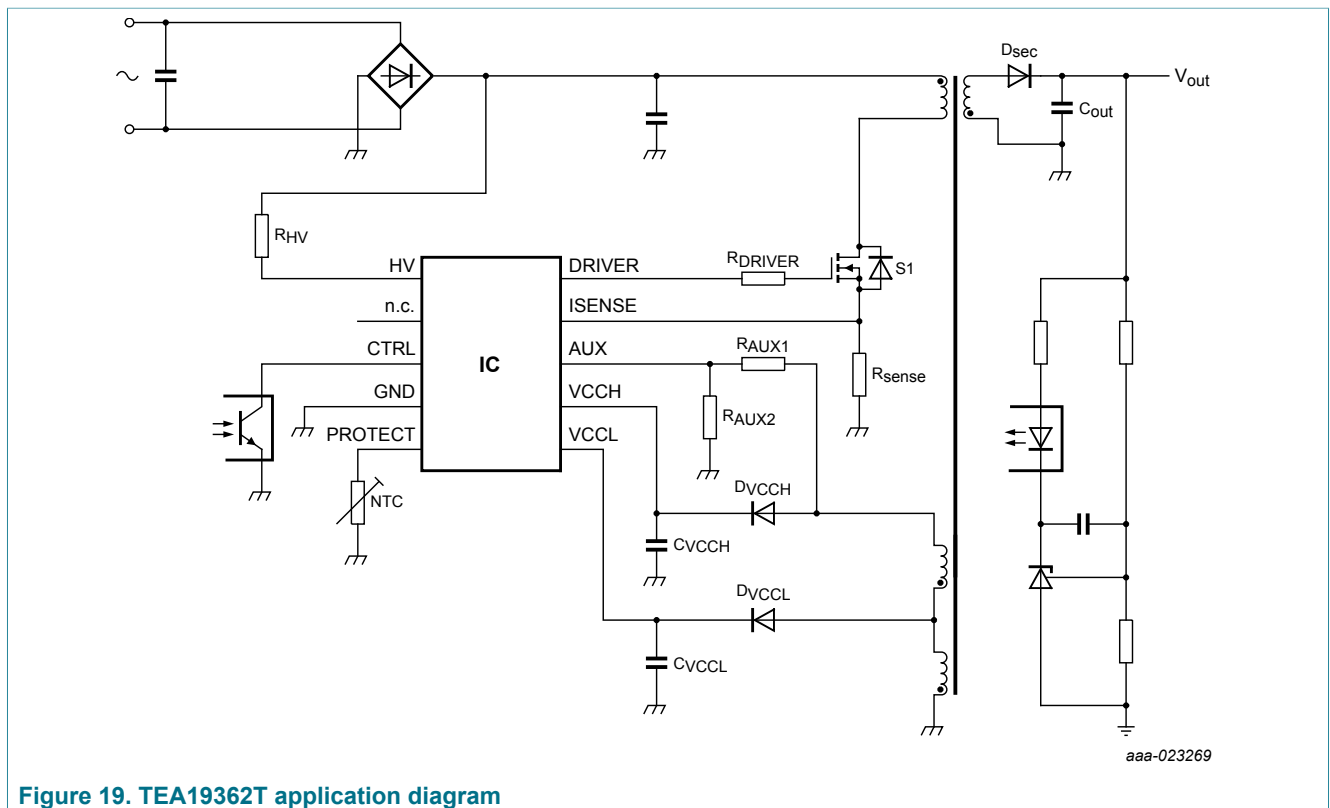 Dsec
Vout
Cout
RHV
HV
DRIVER
RDRIVER
S1
n.c.
ISENSE
CTRL
IC
AUX
RAUX1
Rsense
GND
VCCH
RAUX2
PROTECT
VCCL
NTC
DVCCH
CVCCH
DVCCL
CVCCL
aaa-023269
Figure 19. TEA19362T application diagram